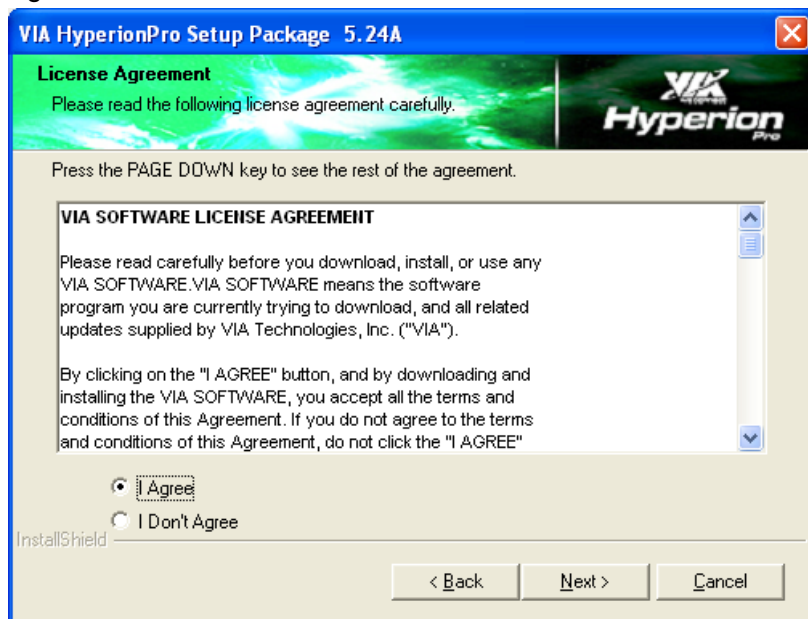 VIA HyperionPro Setup Package 5.24A
License Agreement
Please read the following license agreement carefully.
VIA
Hyperion
Pro
Press the PAGE DOWN key to see the rest of the agreement.
VIA SOFTWARE LICENSE AGREEMENT
Please read carefully before you download, install, or use any
VIA SOFTWARE.VIA SOFTWARE means the software
program you are currently trying to download, and all related
updates supplied by VIA Technologies, Inc. ("VIA").
By clicking on the "I AGREE" button, and by downloading and
installing the VIA SOFTWARE, you accept all the terms and
conditions of this Agreement. If you do not agree to the terms
and conditions of this Agreement, do not click the "I AGREE"
I Agree
I Don't Agree
InstallShield
< Back
Next >
Cancel